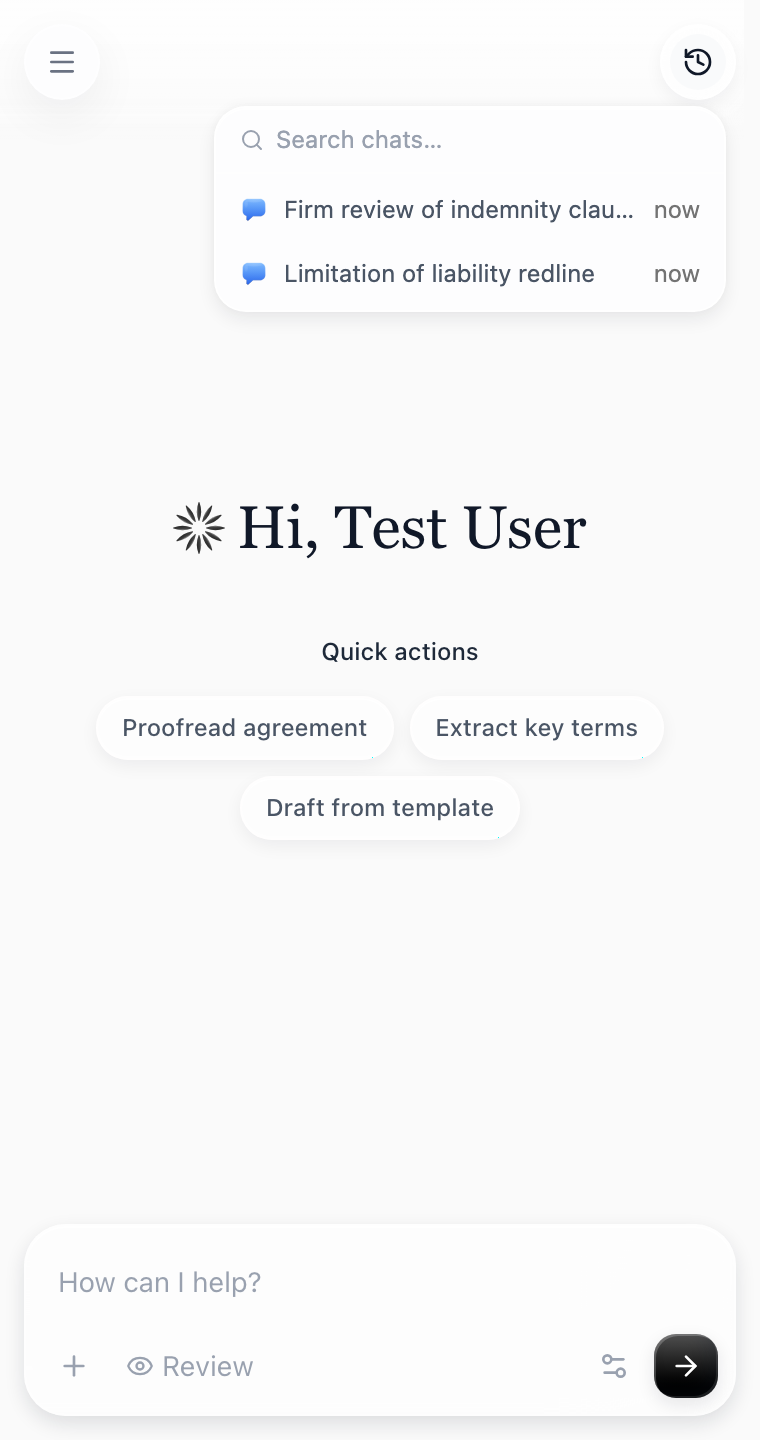 Search chats...
Firm review of indemnity clau... now
Limitation of liability redline now
Hi, Test User
Quick actions
Proofread agreement
Extract key terms
Draft from template
How can I help?
Review